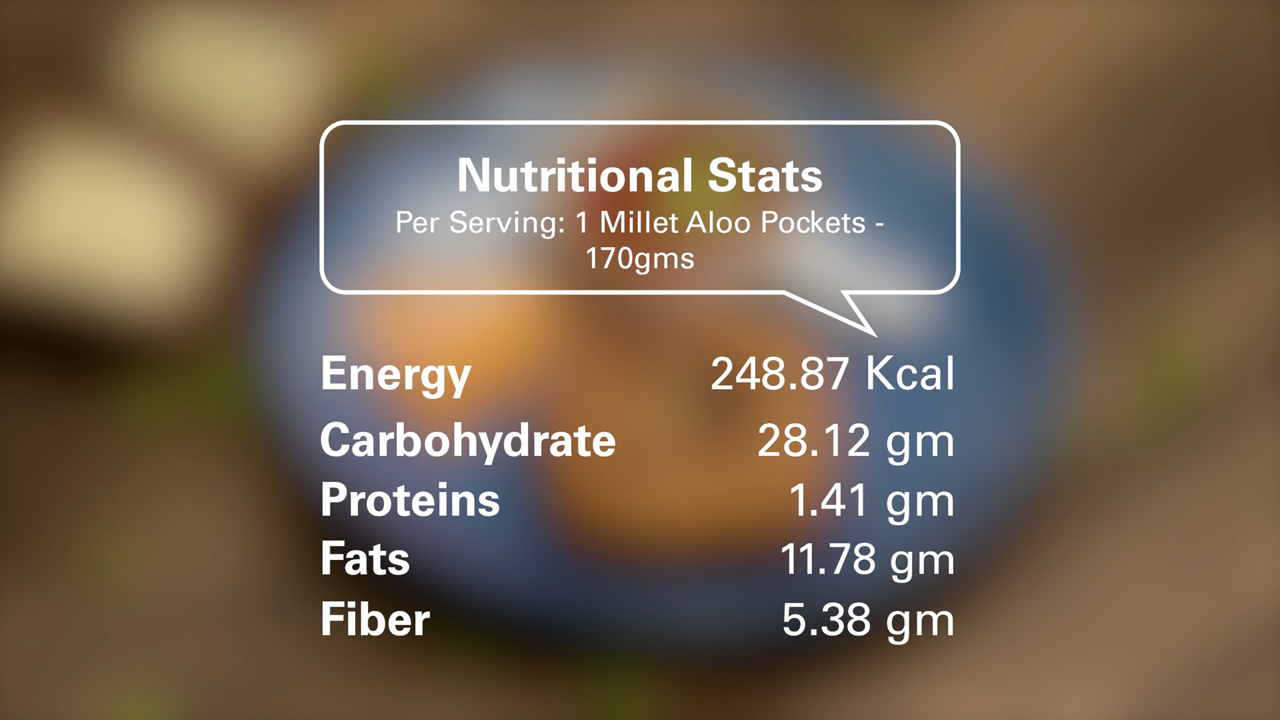 Nutritional Stats
Per Serving: 1 Millet Aloo Pockets -
170gms
Energy 248.87 Kcal
Carbohydrate 28.12 gm
Proteins 1.41 gm
Fats 11.78 gm
Fiber 5.38 gm